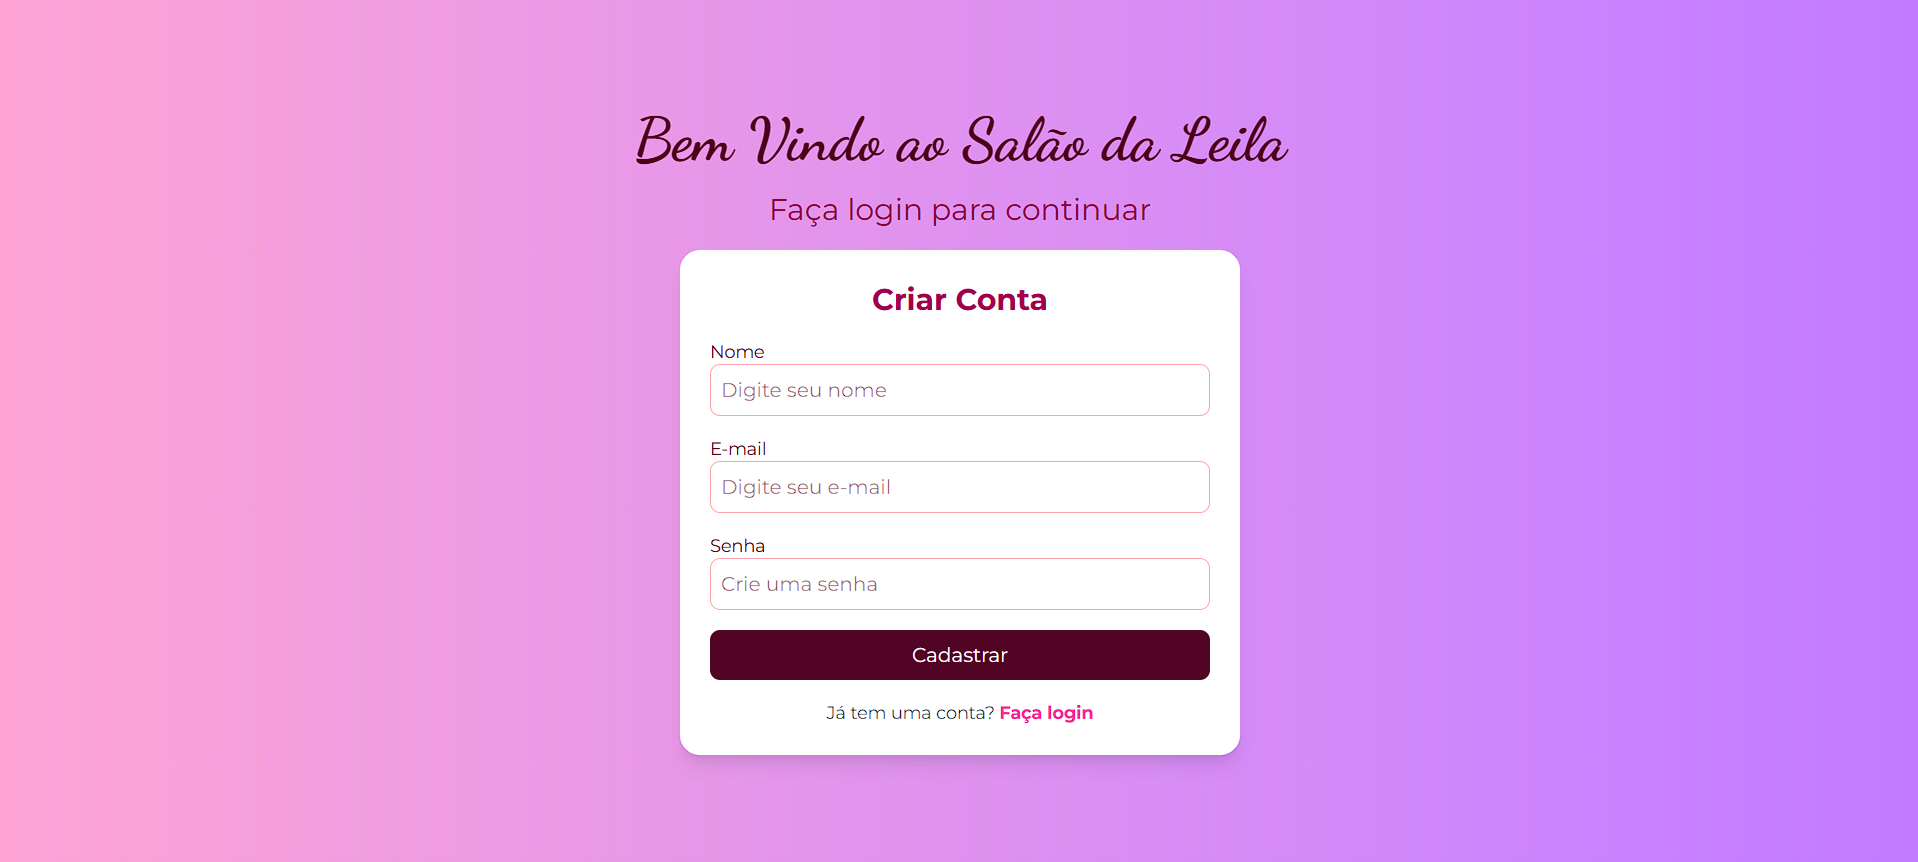 Bem Vindo ao Salão da Leila
Faça login para continuar
Criar Conta
Nome
Digite seu nome
E-mail
Digite seu e-mail
Senha
Crie uma senha
Cadastrar
Já tem uma conta? Faça login